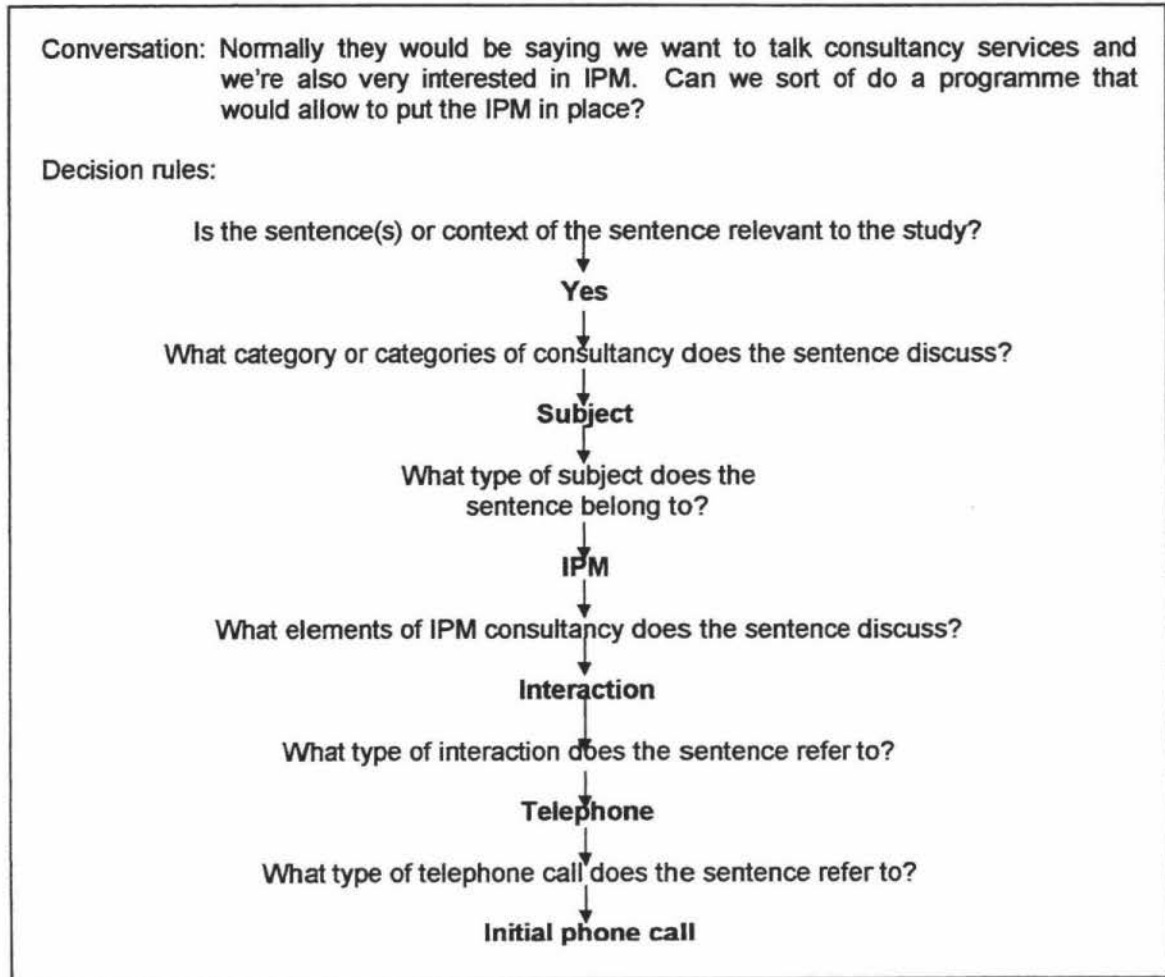 Conversation: Normally they would be saying we want to talk consultancy services and
we're also very interested in IPM. Can we sort of do a programme that
would allow to put the IPM in place?
Decision rules:
Is the sentence(s) or context of the sentence relevant to the study?
Yes
What category or categories of consultancy does the sentence discuss?
Subject
What type of subject does the
sentence belong to?
IPM
What elements of IPM consultancy does the sentence discuss?
Interaction
What type of interaction does the sentence refer to?
Telephone
What type of telephone call does the sentence refer to?
Initial phone call